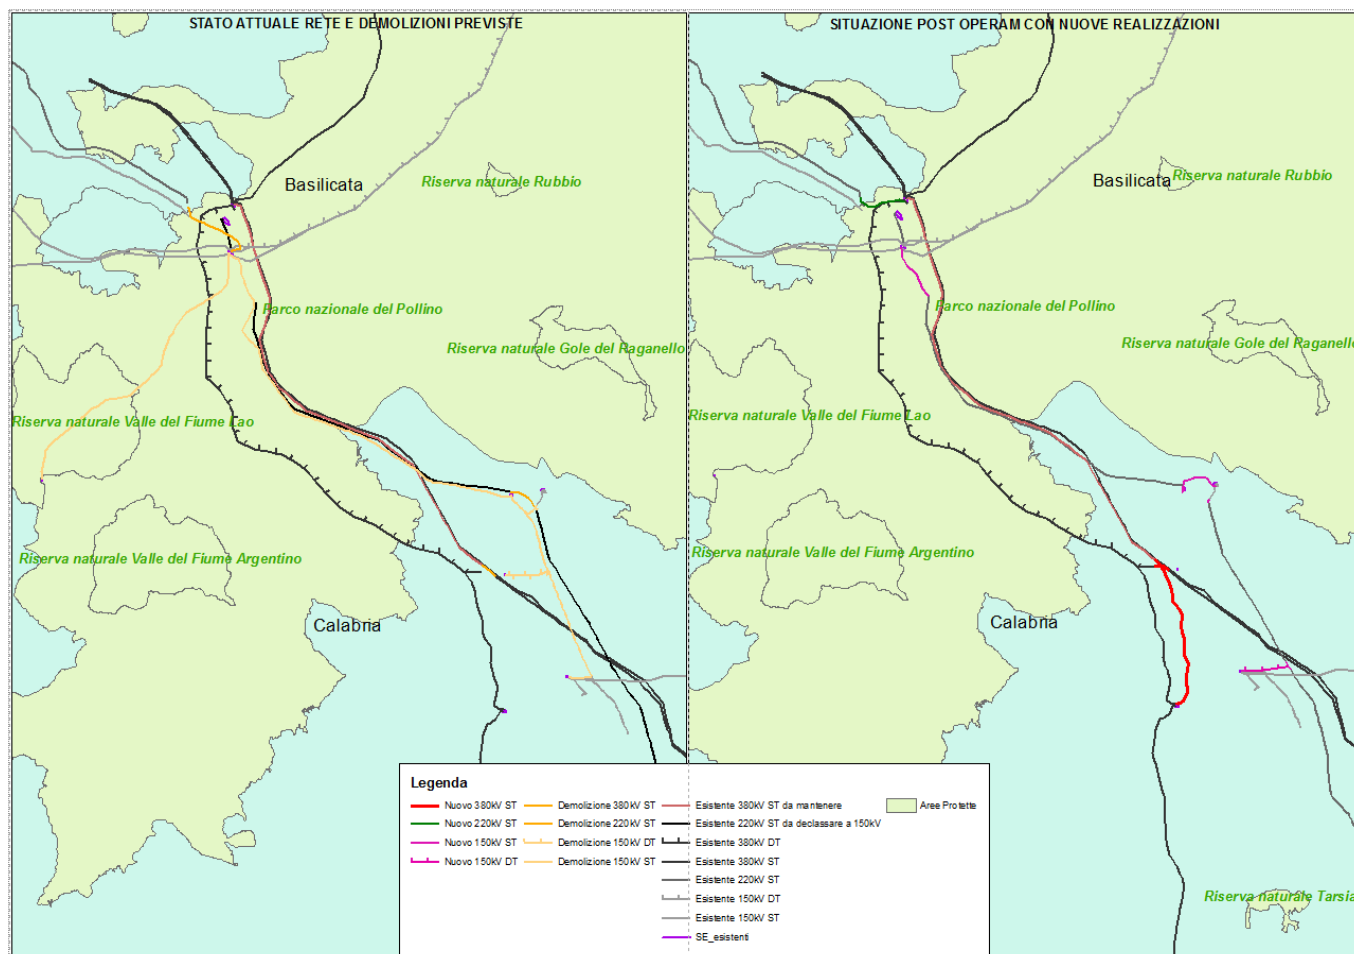 STATO ATTUALE RETE E DEMOLIZIONI PREVISTE
Basilicata
Riserva naturale Rubbio
Parco nazionale del Pollino
Riserva naturale Gole del Raganello
Riserva naturale Valle del Fiume Lao
Riserva naturale Valle del Fiume Argentino
Calabria
SITUAZIONE POST OPERAM CON NUOVE REALIZZAZIONI
Basilicata
Riserva naturale Rubbio
Parco nazionale del Pollino
Riserva naturale Gole del Raganello
Riserva naturale Valle del Fiume Lao
Riserva naturale Valle del Fiume Argentino
Calabria
Riserva naturale Tarsia
Legenda
Nuovo 380kV ST
Nuovo 220kV ST
Nuovo 150kV ST
Nuovo 150kV DT
Demolizione 380kV ST
Demolizione 220kV ST
Demolizione 150kV DT
Demolizione 150kV ST
Esistente 380kV ST da mantenere
Esistente 220kV ST da declassare a 150kV
Esistente 380kV DT
Esistente 380kV ST
Esistente 220kV ST
Esistente 150kV DT
Esistente 150kV ST
SE_esistenti
Aree Protette